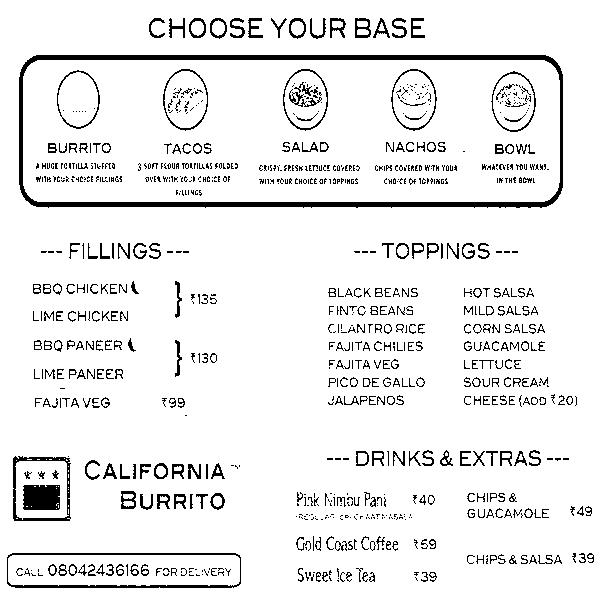 CHOOSE YOUR BASE
BURRITO
A HUGE TORTILLA STUFFED
WITH YOUR CHOICE FILLINGS
TACOS
3 SOFT FLOUR TORTILLAS FOLDED
OVER WITH YOUR CHOICE OF
FILLINGS
SALAD
CRISPY, FRESH LETTUCE COVERED
WITH YOUR CHOICE OF TOPPINGS
NACHOS
CHIPS COVERED WITH YOUR
CHOICE OF TOPPINGS
BOWL
WHATEVER YOU WANT,
IN THE BOWL
--- FILLINGS ---
BBQ CHICKEN
LIME CHICKEN
₹135
BBQ PANEER
LIME PANEER
₹130
FAJITA VEG ₹99
--- TOPPINGS ---
BLACK BEANS
PINTO BEANS
CILANTRO RICE
FAJITA CHILIES
FAJITA VEG
PICO DE GALLO
JALAPENOS
HOT SALSA
MILD SALSA
CORN SALSA
GUACAMOLE
LETTUCE
SOUR CREAM
CHEESE (ADD ₹20)
CALIFORNIA ™
BURRITO
CALL 08042436166 FOR DELIVERY
--- DRINKS & EXTRAS ---
Pink Nimbu Pani ₹40
(REGULAR OR CHAAT MASALA)
Gold Coast Coffee ₹59
Sweet Ice Tea ₹39
CHIPS &
GUACAMOLE ₹49
CHIPS & SALSA ₹39